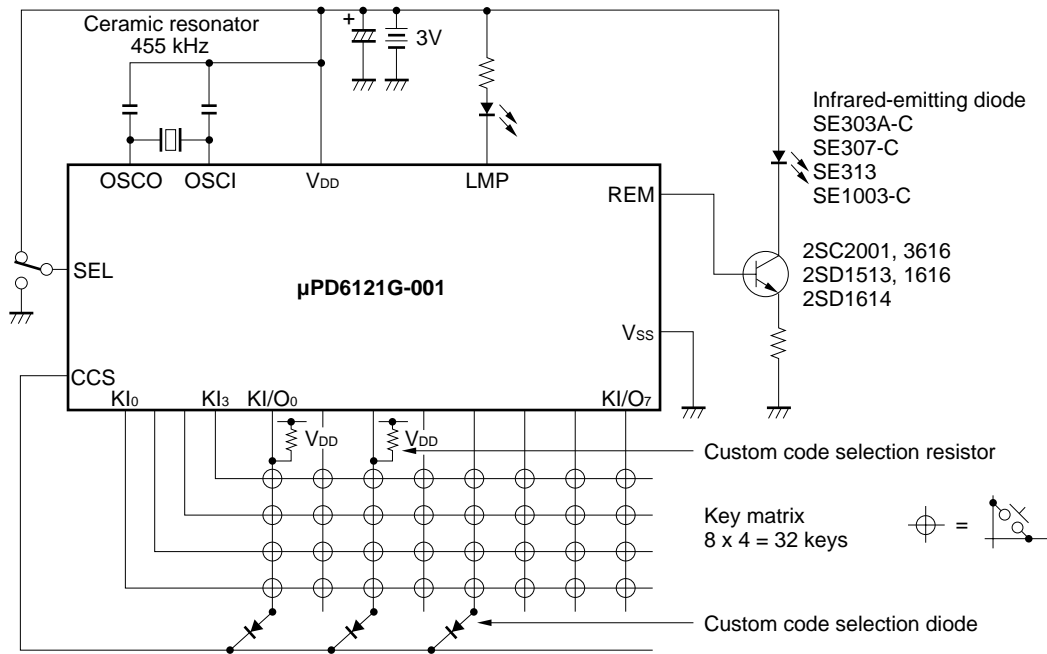 Ceramic resonator
455 kHz
+
3V
Infrared-emitting diode
SE303A-C
SE307-C
SE313
SE1003-C
OSCO
OSCI
VDD
LMP
REM
SEL
µPD6121G-001
2SC2001, 3616
2SD1513, 1616
2SD1614
VSS
CCS
KI0
KI3
KI/O0
KI/O7
VDD
VDD
Custom code selection resistor
Key matrix
8 x 4 = 32 keys
=
Custom code selection diode